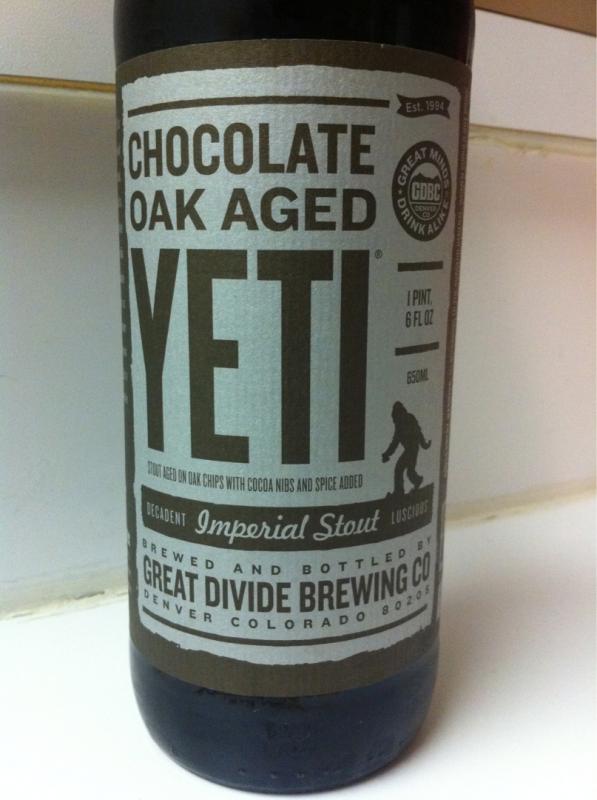 Est. 1994
CHOCOLATE
OAK AGED
YETI®
GREAT MINDS
DRINK ALIKE
GDBC
DENVER
CO
1 PINT,
6 FL OZ
650ML
STOUT AGED ON OAK CHIPS WITH COCOA NIBS AND SPICE ADDED
DECADENT Imperial Stout LUSCIOUS
BREWED AND BOTTLED BY
GREAT DIVIDE BREWING CO
DENVER COLORADO 80205